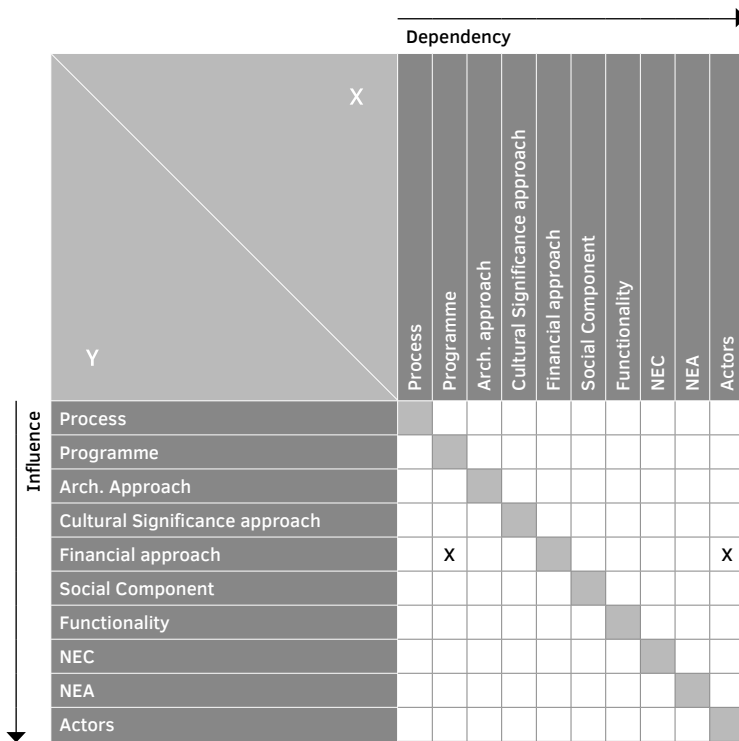 Dependency
X
Y
Process
Programme
Arch. approach
Cultural Significance approach
Financial approach
Social Component
Functionality
NEC
NEA
Actors
Influence
Process
Programme
Arch. Approach
Cultural Significance approach
Financial approach X X
Social Component
Functionality
NEC
NEA
Actors